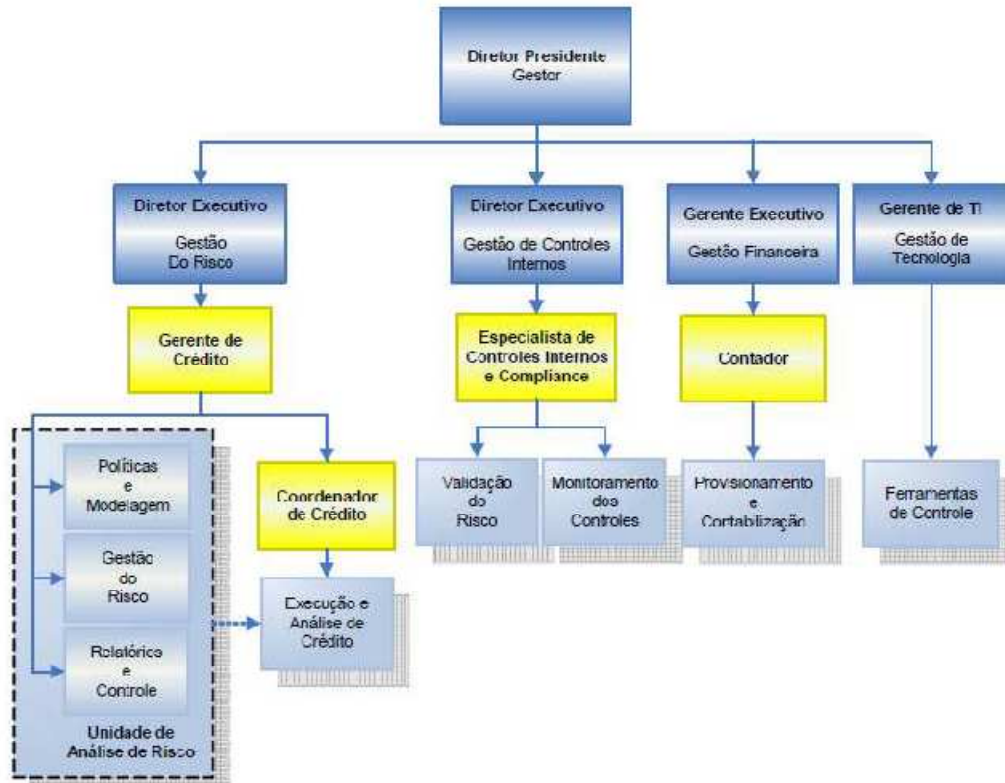 Diretor Presidente
Gestor
Diretor Executivo
Gestão
Do Risco
Diretor Executivo
Gestão de Controles
Internos
Gerente Executivo
Gestão Financeira
Gerente de TI
Gestão de
Tecnologia
Gerente de
Crédito
Especialista de
Controles Internos
e Compliance
Contador
Políticas
e
Modelagem
Gestão
do
Risco
Relatórios
e
Controle
Unidade de
Análise de Risco
Coordenador
de Crédito
Execução e
Análise de
Crédito
Validação
do
Risco
Monitoramento
dos
Controles
Provisionamento
e
Contabilização
Ferramentas
de Controle